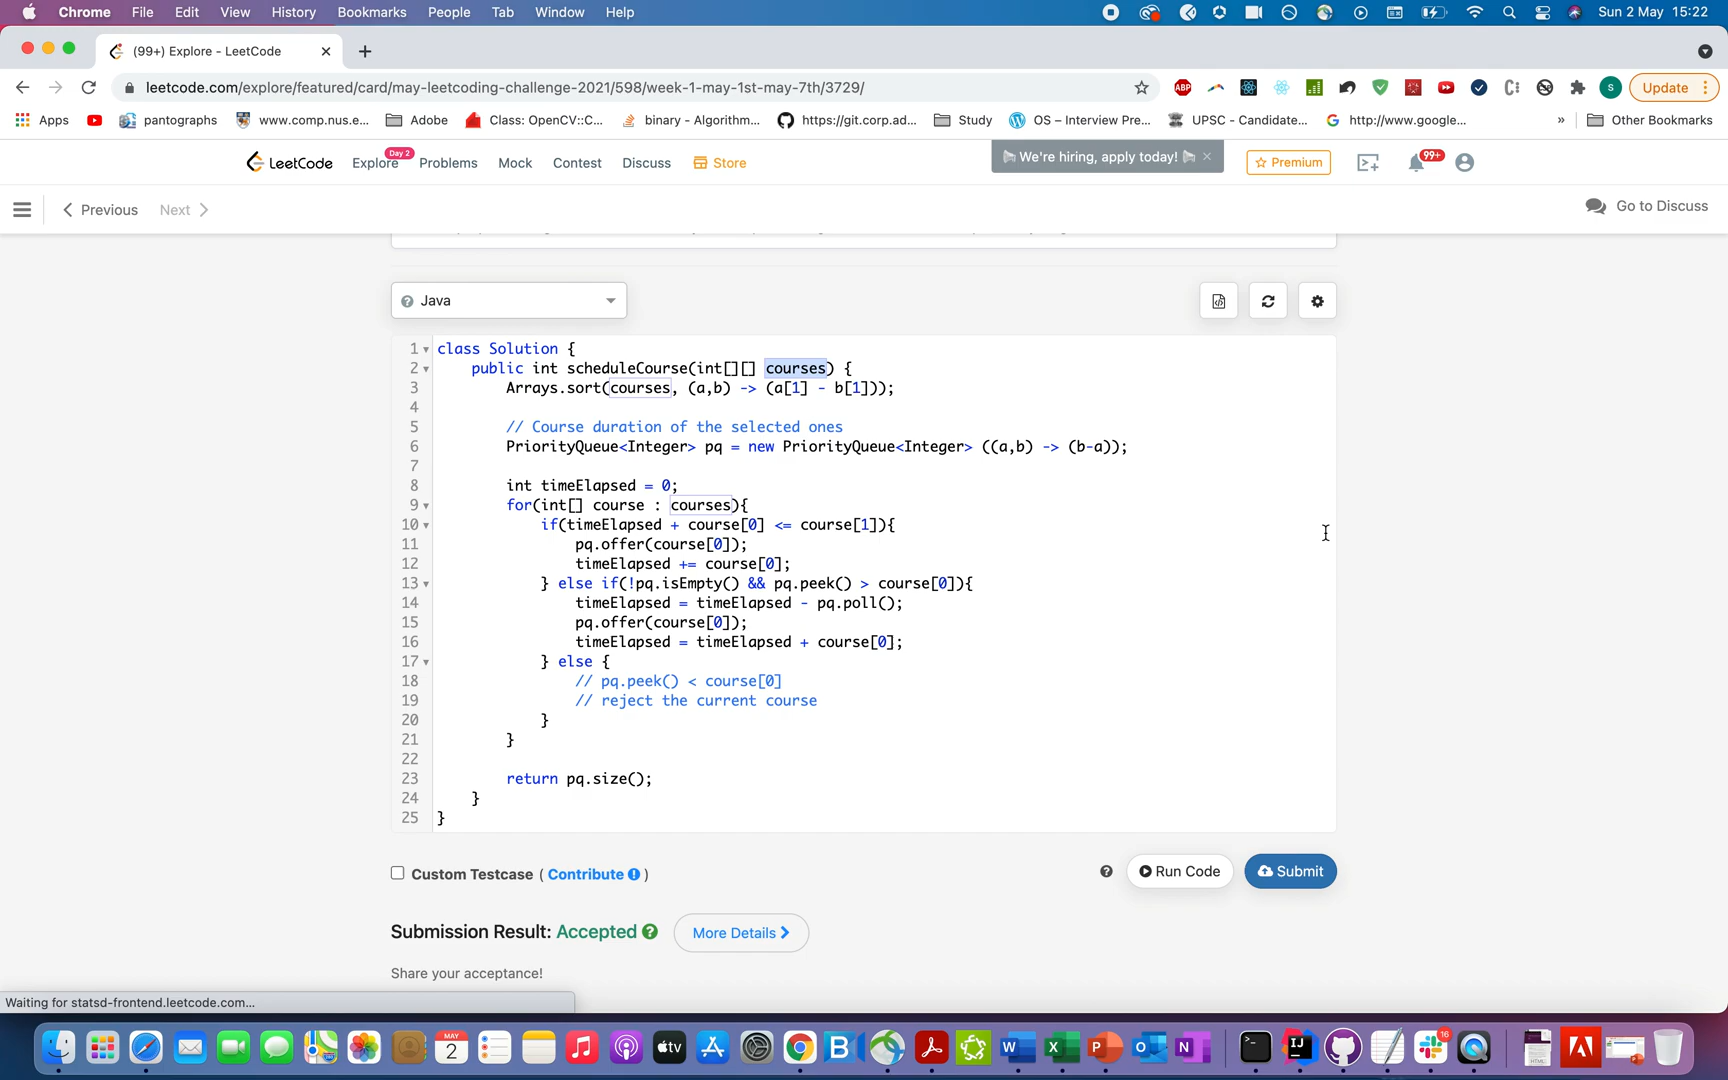 Chrome File Edit View History Bookmarks People Tab Window Help Sun 2 May 15:22
(99+) Explore - LeetCode
leetcode.com/explore/featured/card/may-leetcoding-challenge-2021/598/week-1-may-1st-may-7th/3729/ ABP S Update
Apps pantographs www.comp.nus.e... Adobe Class: OpenCV::C... binary - Algorithm... https://git.corp.ad... Study OS – Interview Pre... UPSC - Candidate... http://www.google... » Other Bookmarks
LeetCode Explore Day 2 Problems Mock Contest Discuss Store We're hiring, apply today! Premium 99+
Previous Next Go to Discuss
Java
1 class Solution {
2 public int scheduleCourse(int[][] courses) {
3 Arrays.sort(courses, (a,b) -> (a[1] - b[1]));
4
5 // Course duration of the selected ones
6 PriorityQueue<Integer> pq = new PriorityQueue<Integer> ((a,b) -> (b-a));
7
8 int timeElapsed = 0;
9 for(int[] course : courses){
10 if(timeElapsed + course[0] <= course[1]){
11 pq.offer(course[0]);
12 timeElapsed += course[0];
13 } else if(!pq.isEmpty() && pq.peek() > course[0]){
14 timeElapsed = timeElapsed - pq.poll();
15 pq.offer(course[0]);
16 timeElapsed = timeElapsed + course[0];
17 } else {
18 // pq.peek() < course[0]
19 // reject the current course
20 }
21 }
22
23 return pq.size();
24 }
25 }
Custom Testcase ( Contribute ) Run Code Submit
Submission Result: Accepted More Details
Share your acceptance!
Waiting for statsd-frontend.leetcode.com...
MAY 2 tv B W X P O N IJ 16